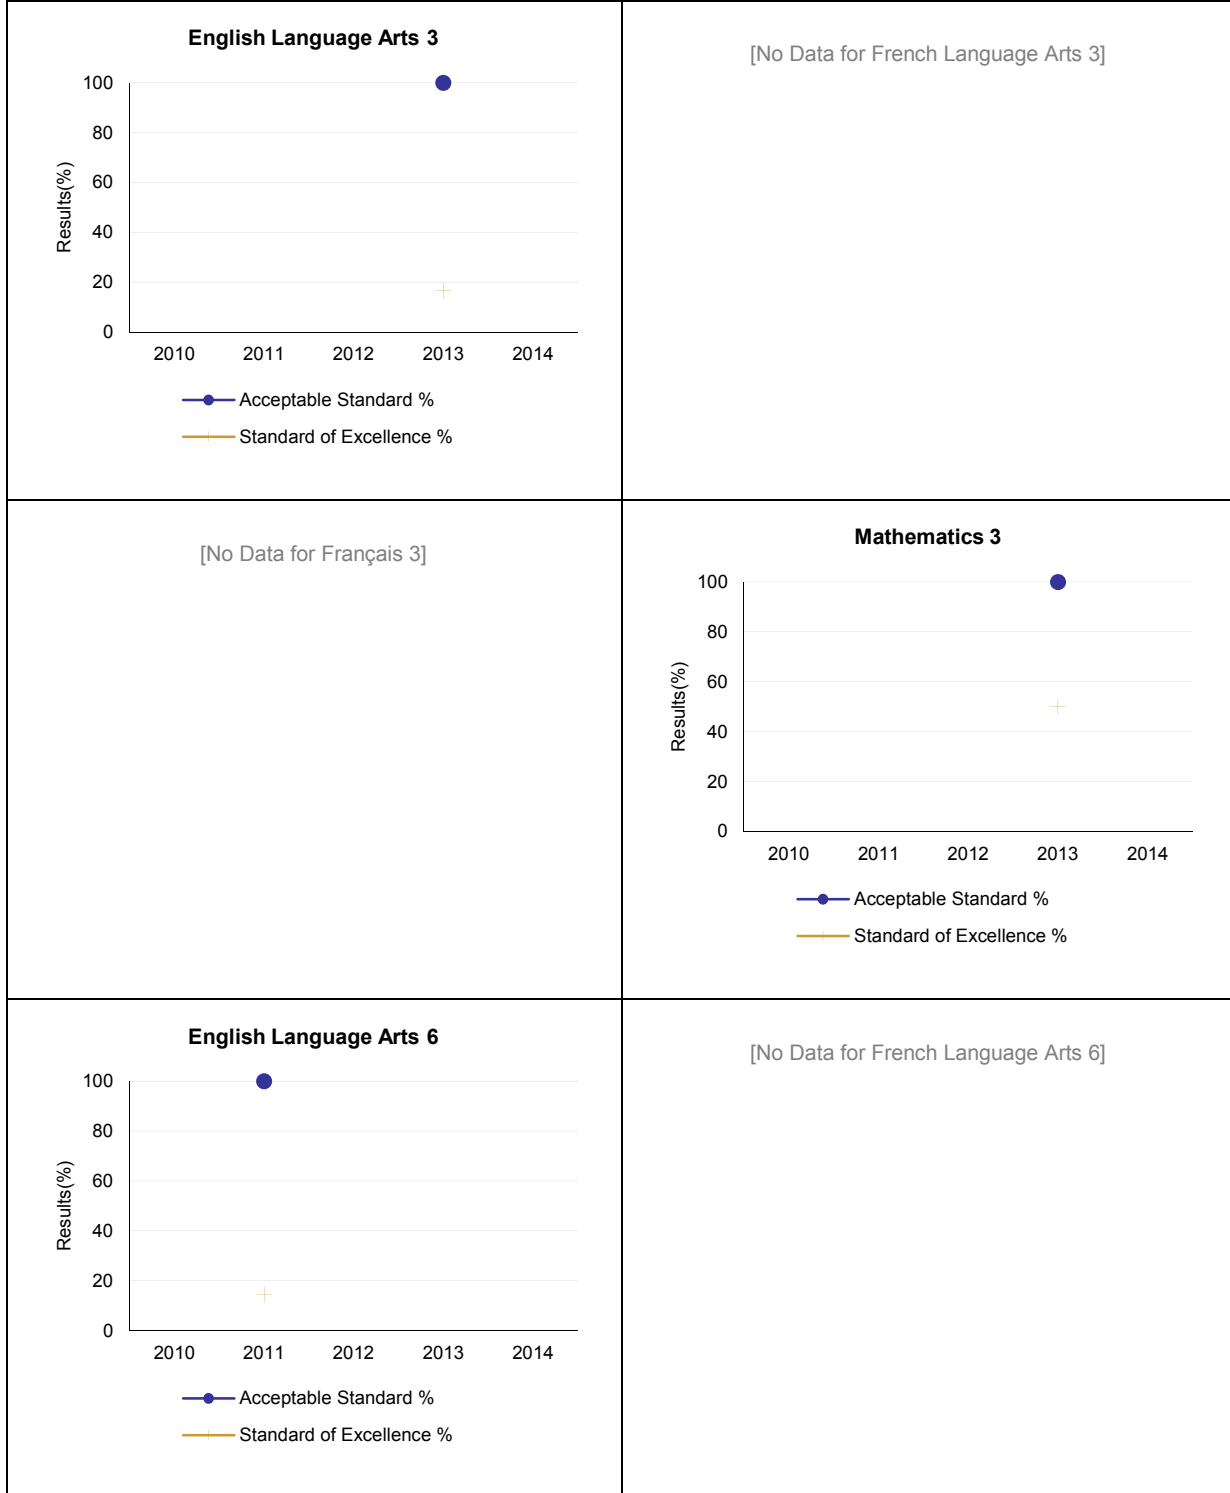 English Language Arts 3
100
80
60
40
20
0
Results(%)
2010 2011 2012 2013 2014
Acceptable Standard %
Standard of Excellence %
[No Data for French Language Arts 3]
[No Data for Français 3]
Mathematics 3
100
80
60
40
20
0
Results(%)
2010 2011 2012 2013 2014
Acceptable Standard %
Standard of Excellence %
English Language Arts 6
100
80
60
40
20
0
Results(%)
2010 2011 2012 2013 2014
Acceptable Standard %
Standard of Excellence %
[No Data for French Language Arts 6]